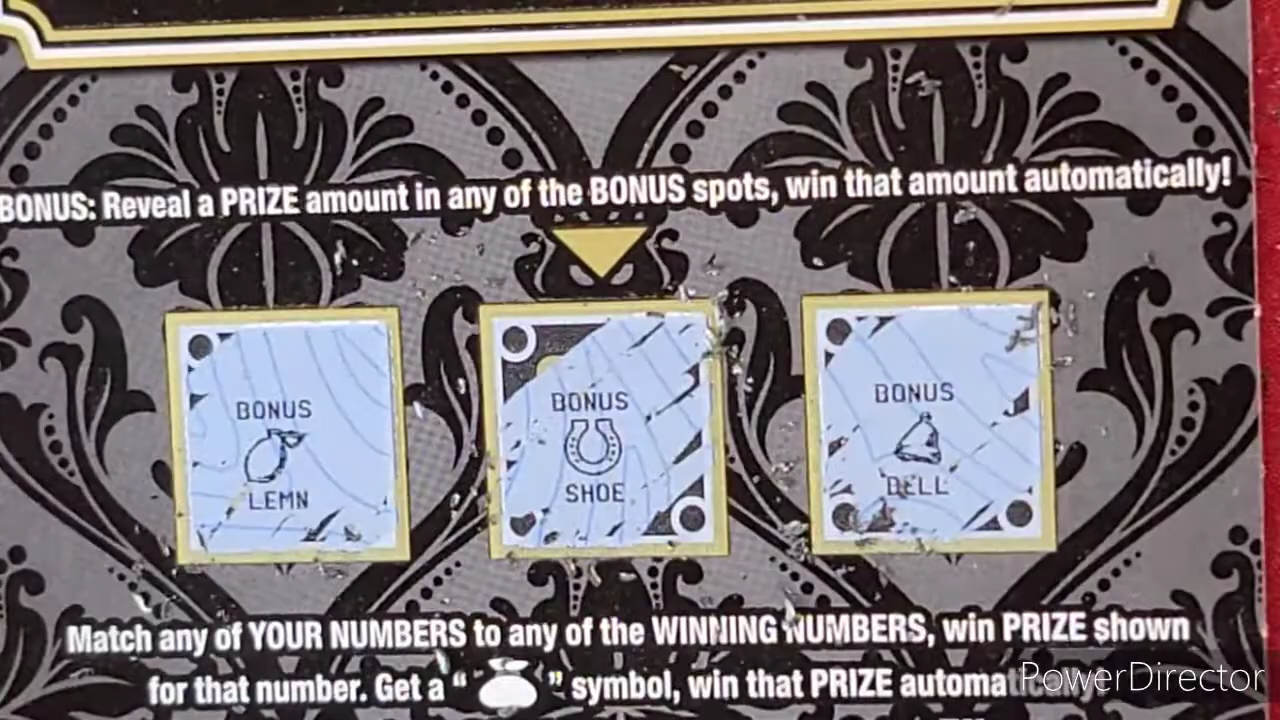 BONUS: Reveal a PRIZE amount in any of the BONUS spots, win that amount automatically!
BONUS
LEMN
BONUS
SHOE
BONUS
BELL
Match any of YOUR NUMBERS to any of the WINNING NUMBERS, win PRIZE shown
for that number. Get a " " symbol, win that PRIZE automatically
PowerDirector